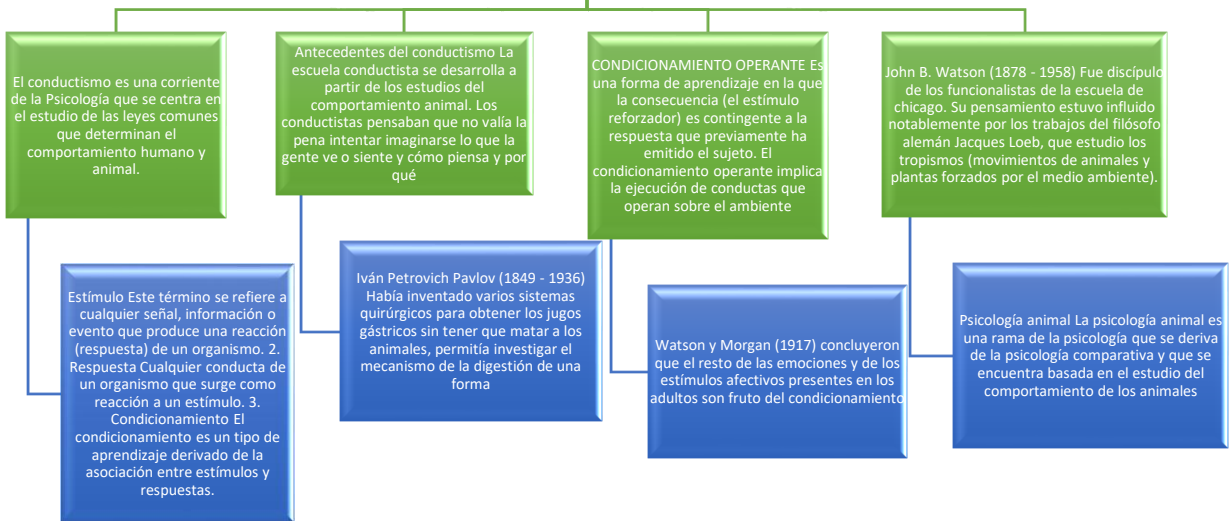 El conductismo es una corriente
de la Psicología que se centra en
el estudio de las leyes comunes
que determinan el
comportamiento humano y
animal.
Estímulo Este término se refiere a
cualquier señal, información o
evento que produce una reacción
(respuesta) de un organismo. 2.
Respuesta Cualquier conducta de
un organismo que surge como
reacción a un estímulo. 3.
Condicionamiento El
condicionamiento es un tipo de
aprendizaje derivado de la
asociación entre estímulos y
respuestas.
Antecedentes del conductismo La
escuela conductista se desarrolla a
partir de los estudios del
comportamiento animal. Los
conductistas pensaban que no valía la
pena intentar imaginarse lo que la
gente ve o siente y cómo piensa y por
qué
Iván Petrovich Pavlov (1849 - 1936)
Había inventado varios sistemas
quirúrgicos para obtener los jugos
gástricos sin tener que matar a los
animales, permitía investigar el
mecanismo de la digestión de una
forma
CONDICIONAMIENTO OPERANTE Es
una forma de aprendizaje en la que
la consecuencia (el estímulo
reforzador) es contingente a la
respuesta que previamente ha
emitido el sujeto. El
condicionamiento operante implica
la ejecución de conductas que
operan sobre el ambiente
Watson y Morgan (1917) concluyeron
que el resto de las emociones y de los
estímulos afectivos presentes en los
adultos son fruto del condicionamiento
John B. Watson (1878 - 1958) Fue discípulo
de los funcionalistas de la escuela de
chicago. Su pensamiento estuvo influido
notablemente por los trabajos del filósofo
alemán Jacques Loeb, que estudio los
tropismos (movimientos de animales y
plantas forzados por el medio ambiente).
Psicología animal La psicología animal es
una rama de la psicología que se deriva
de la psicología comparativa y que se
encuentra basada en el estudio del
comportamiento de los animales